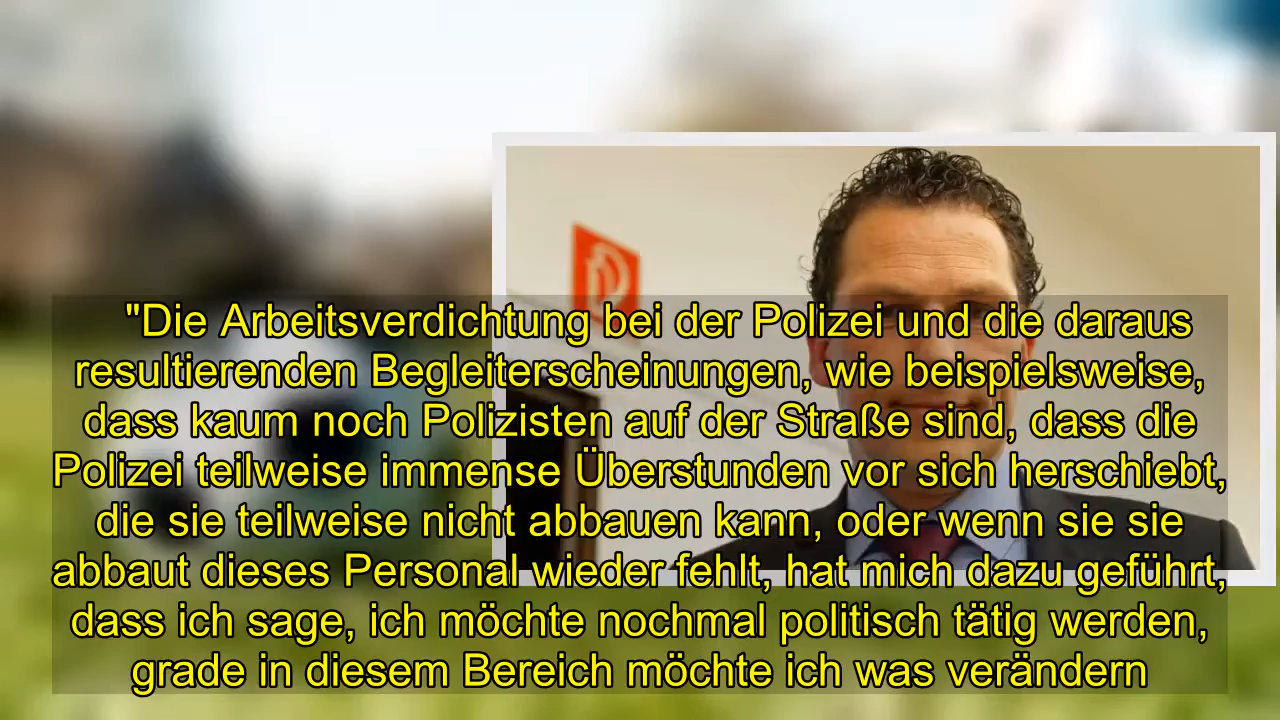 "Die Arbeitsverdichtung bei der Polizei und die daraus
resultierenden Begleiterscheinungen, wie beispielsweise,
dass kaum noch Polizisten auf der Straße sind, dass die
Polizei teilweise immense Überstunden vor sich herschiebt,
die sie teilweise nicht abbauen kann, oder wenn sie sie
abbaut dieses Personal wieder fehlt, hat mich dazu geführt,
dass ich sage, ich möchte nochmal politisch tätig werden,
grade in diesem Bereich möchte ich was verändern